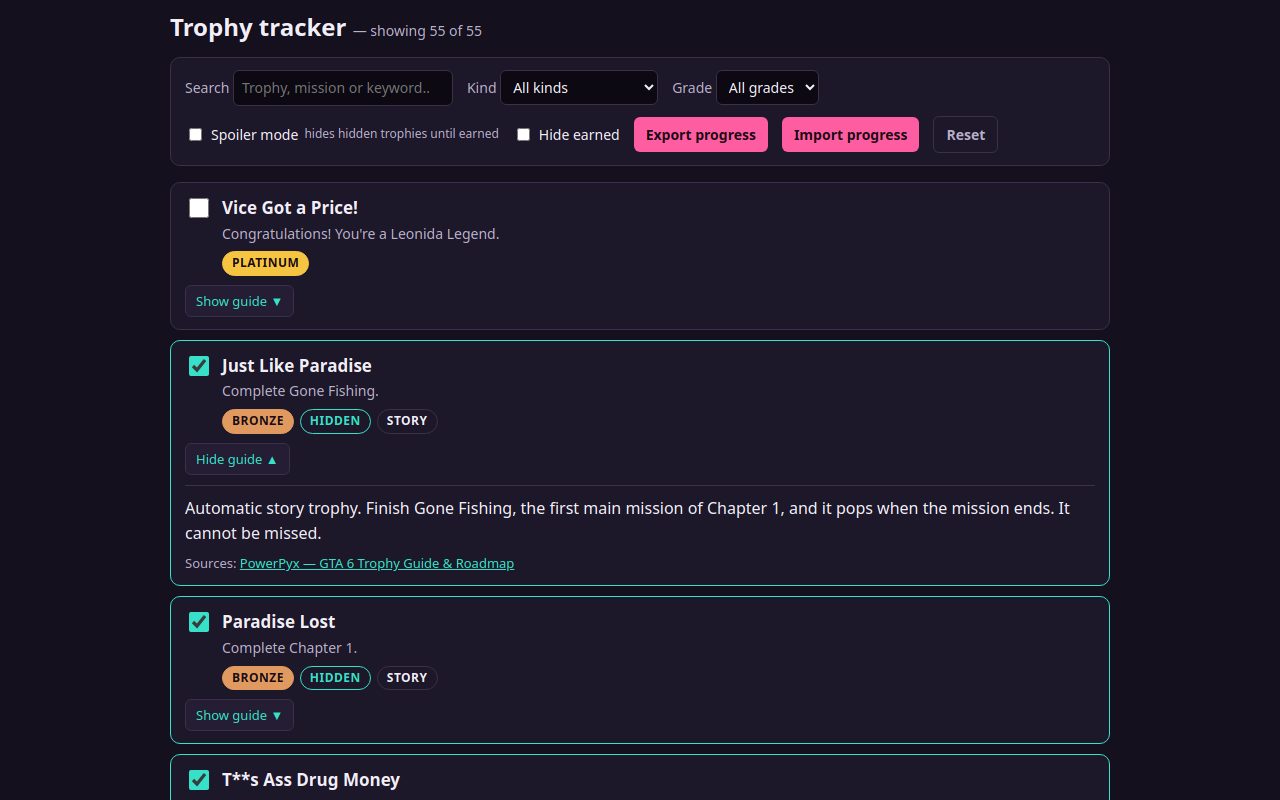 Trophy tracker — showing 55 of 55
Search Trophy, mission or keyword.. Kind All kinds Grade All grades
Spoiler mode hides hidden trophies until earned Hide earned Export progress Import progress Reset
Vice Got a Price!
Congratulations! You're a Leonida Legend.
PLATINUM
Show guide ▼
Just Like Paradise
Complete Gone Fishing.
BRONZE HIDDEN STORY
Hide guide ▲
Automatic story trophy. Finish Gone Fishing, the first main mission of Chapter 1, and it pops when the mission ends. It
cannot be missed.
Sources: PowerPyx — GTA 6 Trophy Guide & Roadmap
Paradise Lost
Complete Chapter 1.
BRONZE HIDDEN STORY
Show guide ▼
T**s Ass Drug Money